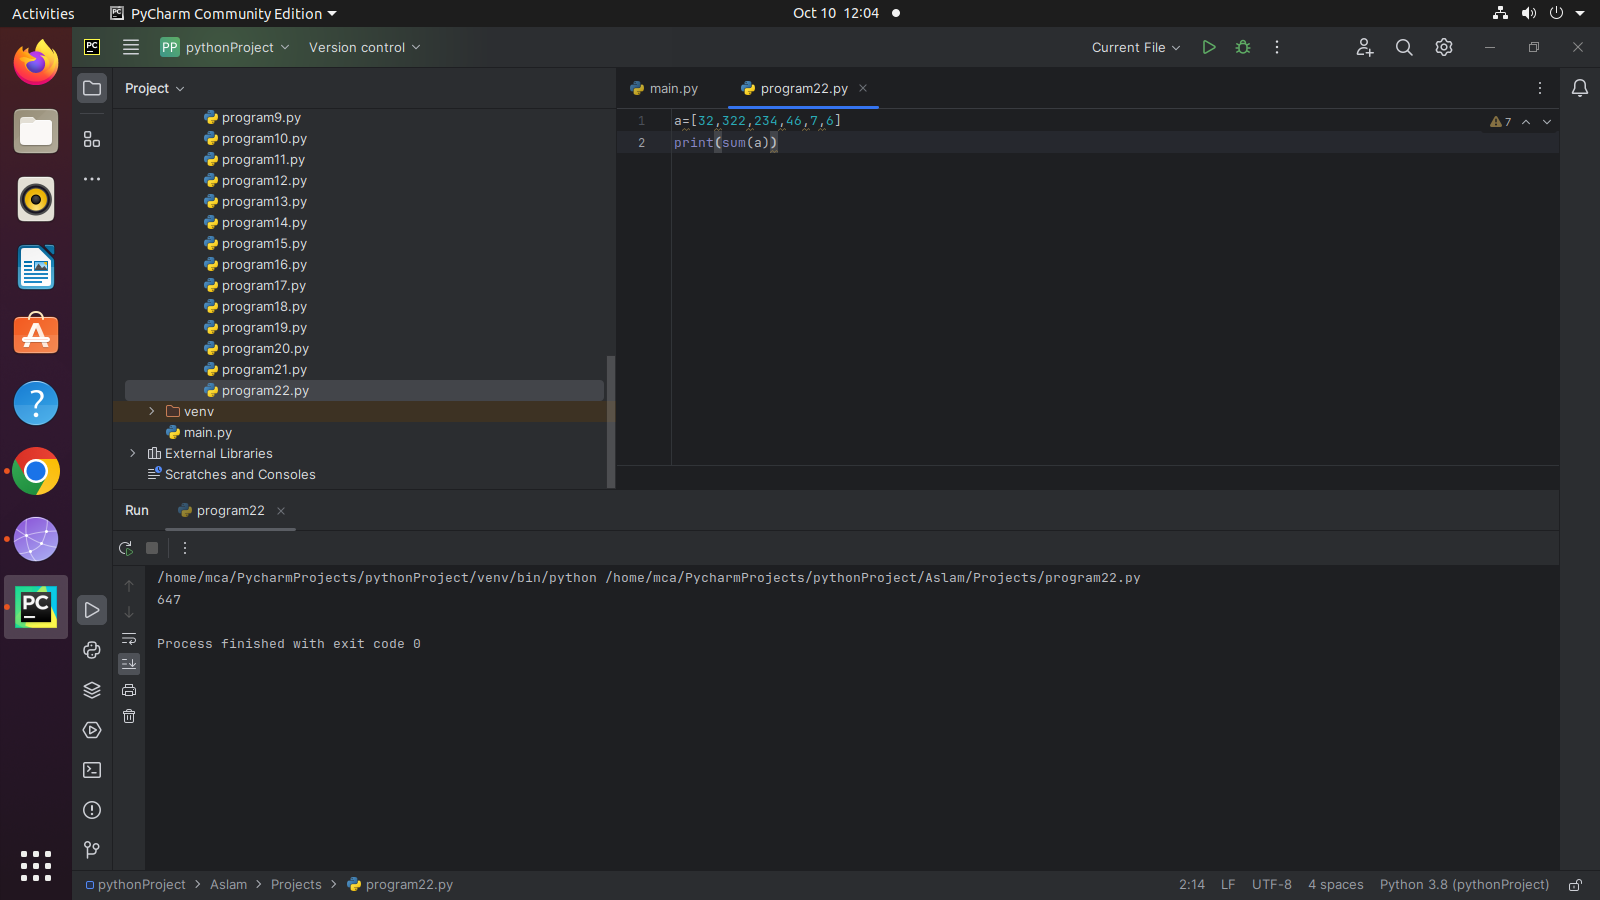 Activities PyCharm Community Edition Oct 10 12:04
PC PP pythonProject Version control Current File
Project main.py program22.py
program9.py
program10.py
program11.py
program12.py
program13.py
program14.py
program15.py
program16.py
program17.py
program18.py
program19.py
program20.py
program21.py
program22.py
venv
main.py
External Libraries
Scratches and Consoles
1 a=[32,322,234,46,7,6] 7
2 print(sum(a))
Run program22
/home/mca/PycharmProjects/pythonProject/venv/bin/python /home/mca/PycharmProjects/pythonProject/Aslam/Projects/program22.py
647
Process finished with exit code 0
PC
pythonProject > Aslam > Projects > program22.py 2:14 LF UTF-8 4 spaces Python 3.8 (pythonProject)